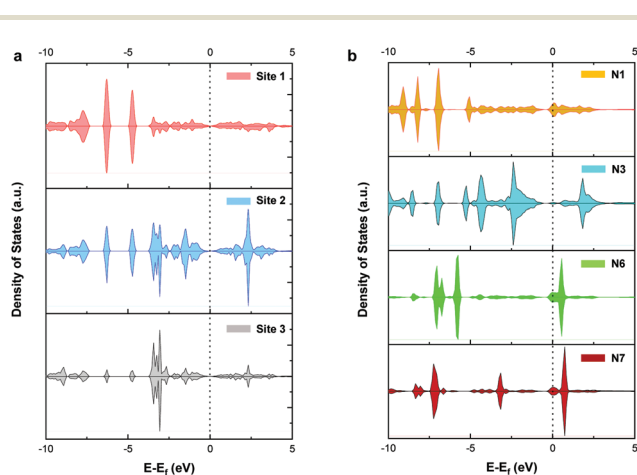 a
-10 -5 0 5
Site 1
Site 2
Site 3
Density of States (a.u.)
-10 -5 0 5
E-Ef (eV)
b
-10 -5 0 5
N1
N3
N6
N7
Density of States (a.u.)
-10 -5 0 5
E-Ef (eV)